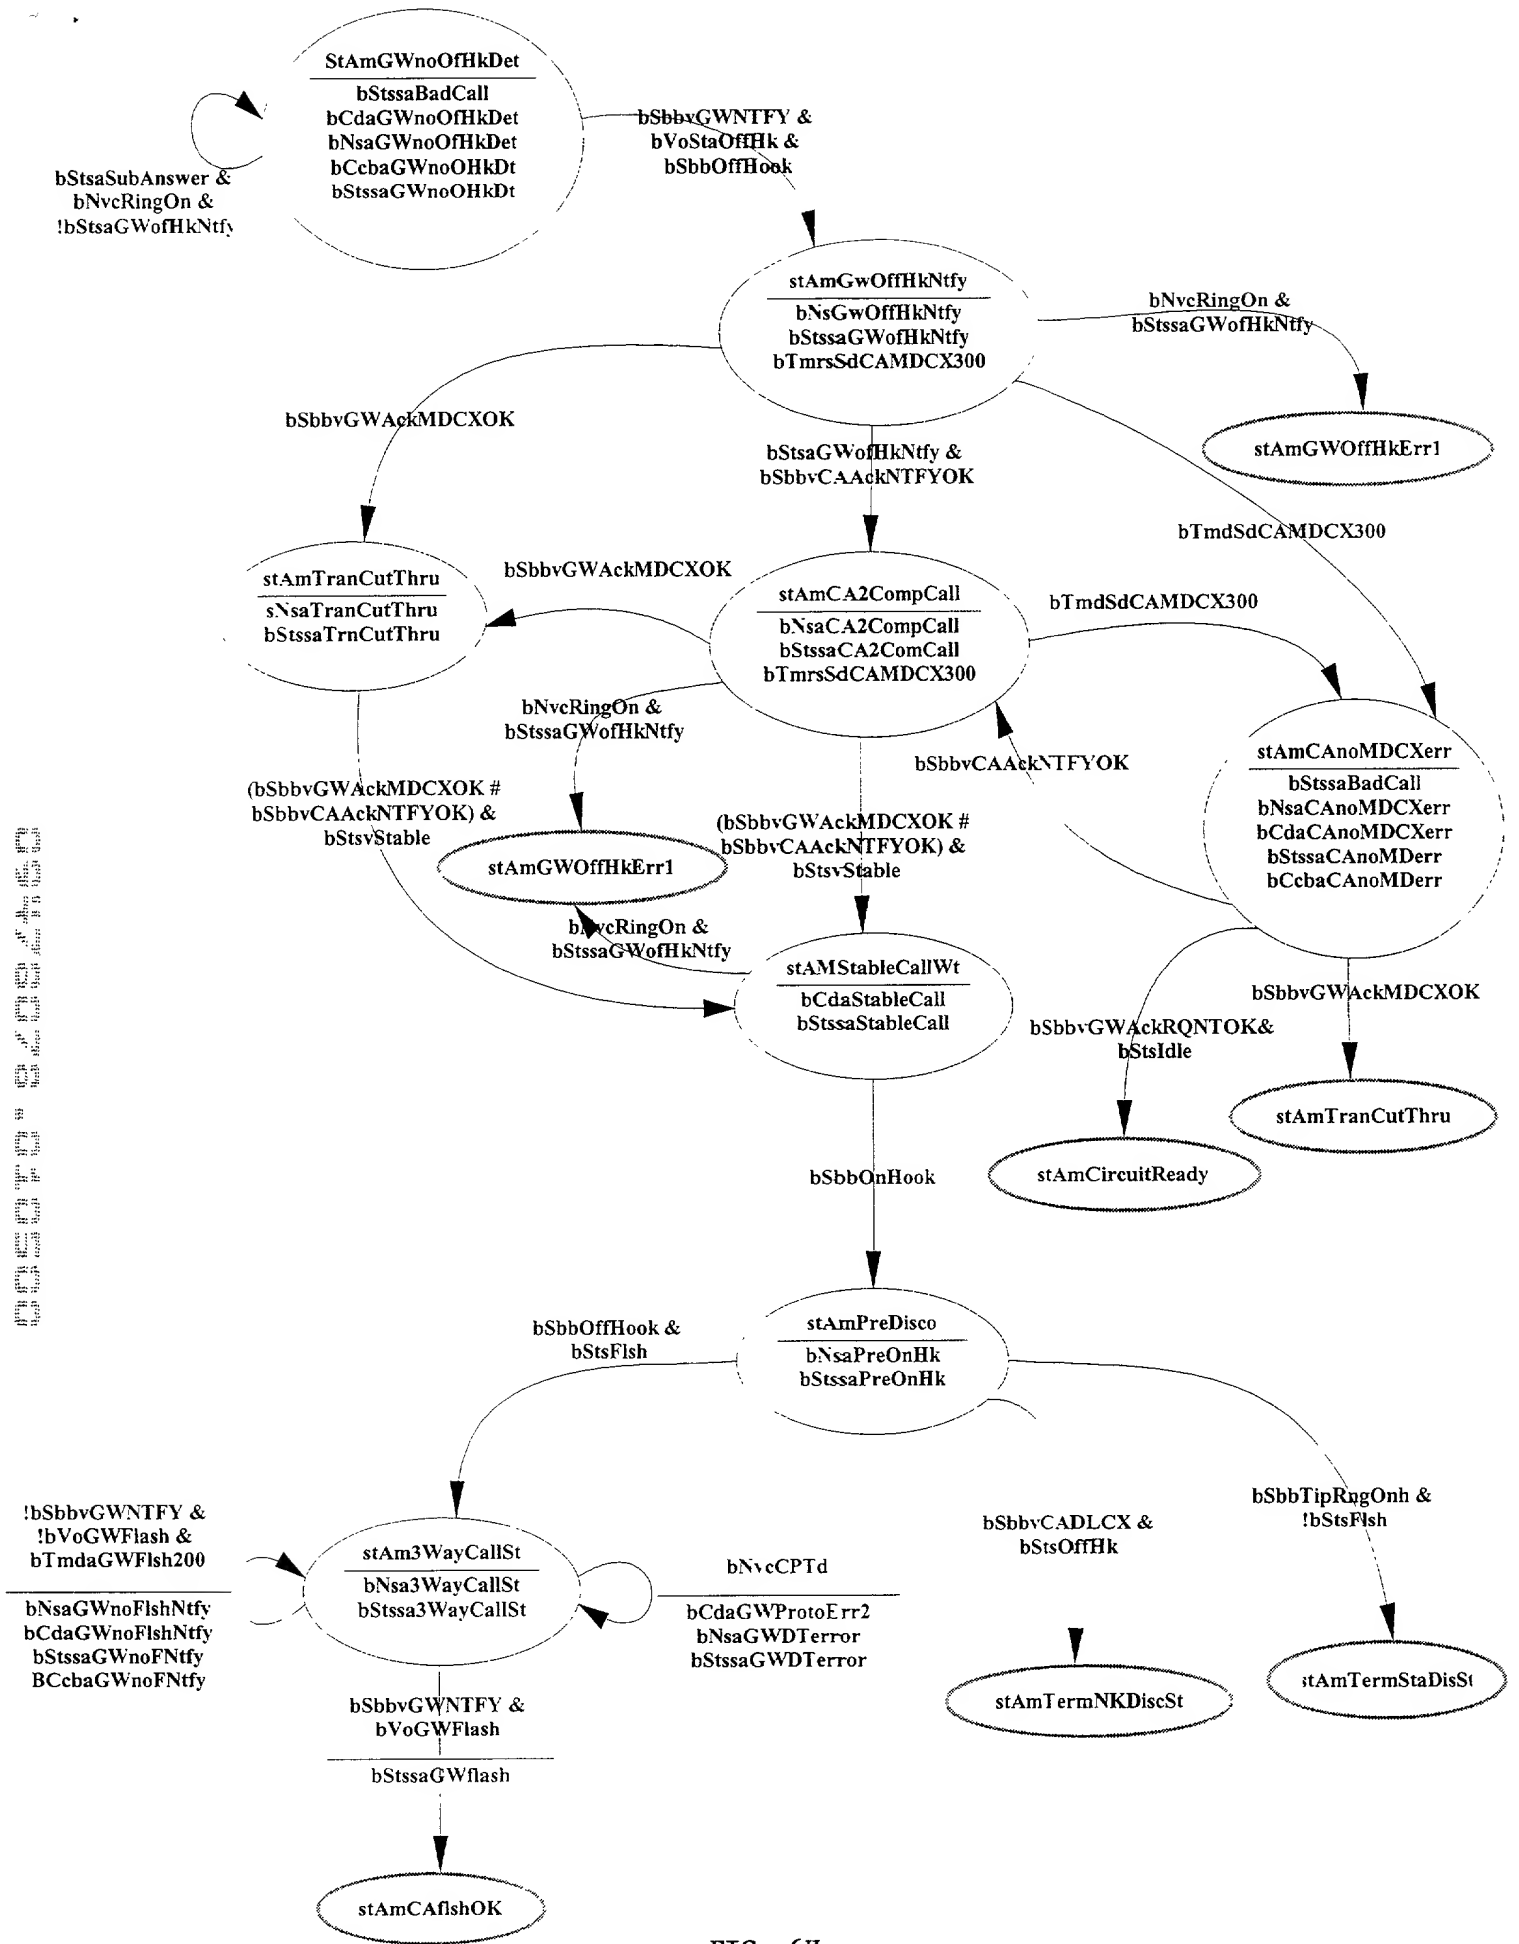 StAmGWnoOfHkDet
bStssaBadCall
bCdaGWnoOfHkDet
bNsaGWnoOfHkDet
bCcbaGWnoOHkDt
bStssaGWnoOHkDt
bStsaSubAnswer &
bNvcRingOn &
!bStsaGWofHkNtfy
bSbbvGWNTFY &
bVoStaOffHk &
bSbbOffHook
stAmGwOffHkNtfy
bNsGwOffHkNtfy
bStssaGWofHkNtfy
bTmrsSdCAMDCX300
bNvcRingOn &
bStssaGWofHkNtfy
stAmGWOffHkErr1
bSbbvGWAckMDCXOK
bStsaGWofHkNtfy &
bSbbvCAAckNTFYOK
bTmdSdCAMDCX300
stAmTranCutThru
sNsaTranCutThru
bStssaTrnCutThru
bSbbvGWAckMDCXOK
stAmCA2CompCall
bNsaCA2CompCall
bStssaCA2ComCall
bTmrsSdCAMDCX300
bTmdSdCAMDCX300
bNvcRingOn &
bStssaGWofHkNtfy
bSbbvCAAckNTFYOK
stAmCAnoMDCXerr
bStssaBadCall
bNsaCAnoMDCXerr
bCdaCAnoMDCXerr
bStssaCAnoMDerr
bCcbaCAnoMDerr
(bSbbvGWAckMDCXOK #
bSbbvCAAckNTFYOK) &
bStsvStable
stAmGWOffHkErr1
(bSbbvGWAckMDCXOK #
bSbbvCAAckNTFYOK) &
bStsvStable
bNvcRingOn &
bStssaGWofHkNtfy
stAMStableCallWt
bCdaStableCall
bStssaStableCall
bSbbvGWAckRQNTOK&
bStsIdle
bSbbvGWAckMDCXOK
stAmTranCutThru
stAmCircuitReady
bSbbOnHook
stAmPreDisco
bNsaPreOnHk
bStssaPreOnHk
bSbbOffHook &
bStsFlsh
bSbbvCADLCX &
bStsOffHk
bSbbTipRngOnh &
!bStsFlsh
!bSbbvGWNTFY &
!bVoGWFlash &
bTmdaGWFlsh200
bNsaGWnoFlshNtfy
bCdaGWnoFlshNtfy
bStssaGWnoFNtfy
BCcbaGWnoFNtfy
stAm3WayCallSt
bNsa3WayCallSt
bStssa3WayCallSt
bNvcCPTd
bCdaGWProtoErr2
bNsaGWDTerror
bStssaGWDTerror
stAmTermNKDiscSt
stAmTermStaDisSt
bSbbvGWNTFY &
bVoGWFlash
bStssaGWflash
stAmCAflshOK